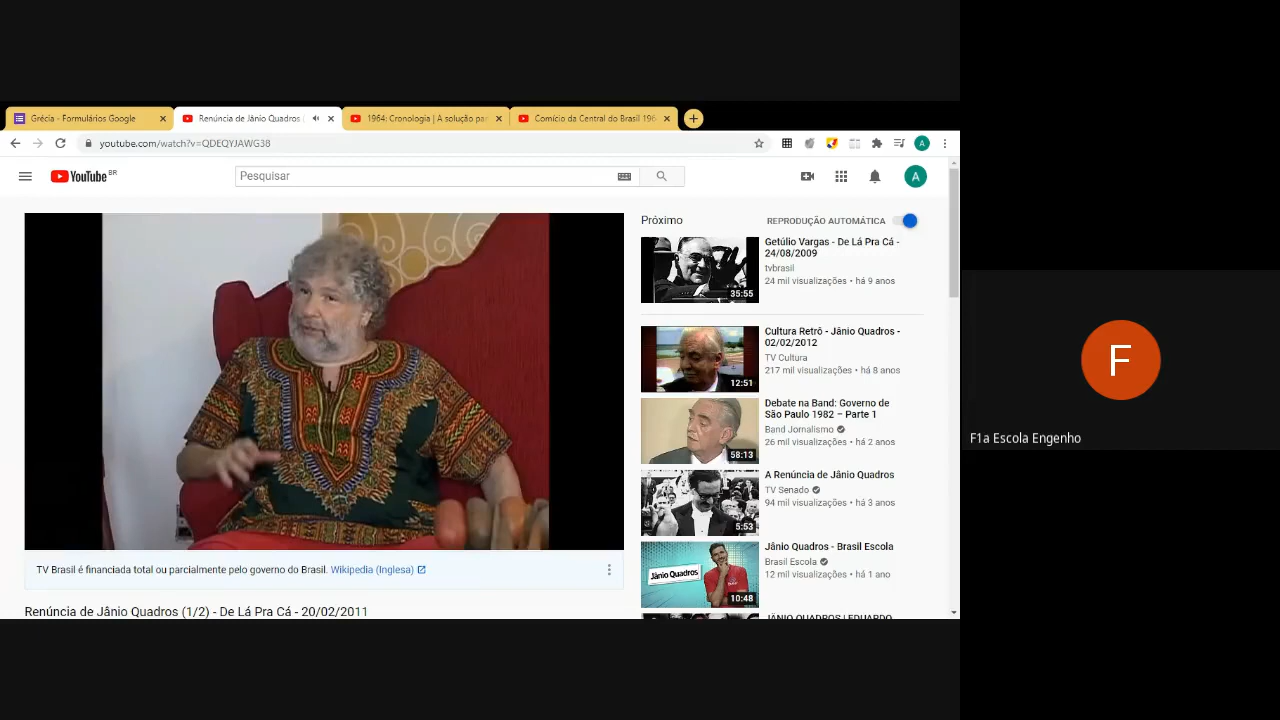 Grécia - Formulários Google
Renúncia de Jânio Quadros (
1964: Cronologia | A solução par
Comício da Central do Brasil 196
youtube.com/watch?v=QDEQYJAWG38
A
YouTube BR
Pesquisar
A
Próximo
REPRODUÇÃO AUTOMÁTICA
Getúlio Vargas - De Lá Pra Cá -
24/08/2009
tvbrasil
24 mil visualizações • há 9 anos
35:55
Cultura Retrô - Jânio Quadros -
02/02/2012
TV Cultura
217 mil visualizações • há 8 anos
12:51
Debate na Band: Governo de
São Paulo 1982 – Parte 1
Band Jornalismo
26 mil visualizações • há 2 anos
58:13
A Renúncia de Jânio Quadros
TV Senado
94 mil visualizações • há 3 anos
5:53
Jânio Quadros - Brasil Escola
Brasil Escola
12 mil visualizações • há 1 ano
Jânio Quadros
10:48
JÂNIO QUADROS | EDUARDO
TV Brasil é financiada total ou parcialmente pelo governo do Brasil. Wikipedia (Inglesa)
Renúncia de Jânio Quadros (1/2) - De Lá Pra Cá - 20/02/2011
F
F1a Escola Engenho